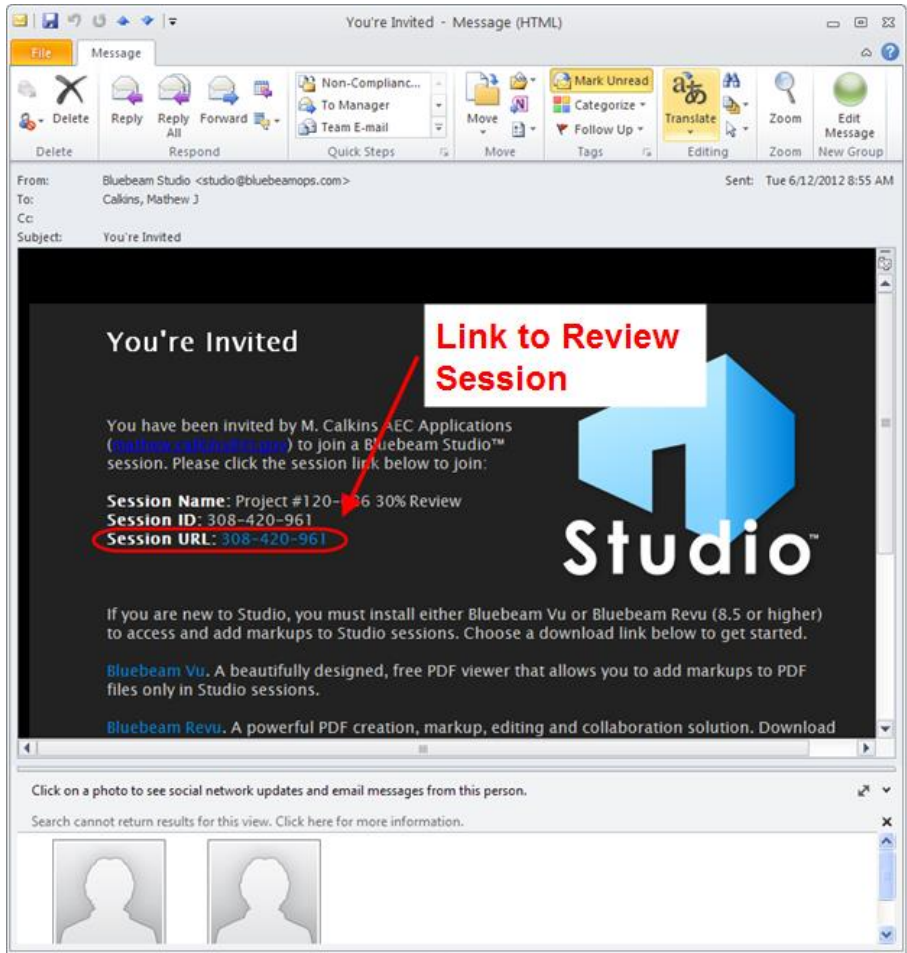 You're Invited - Message (HTML)
File Message
Non-Complianc...
To Manager
Team E-mail
Delete
Reply
Reply All
Forward
Move
Mark Unread
Categorize
Follow Up
Translate
Zoom
Edit Message
Delete Respond Quick Steps Move Tags Editing Zoom New Group
From: Bluebeam Studio <studio@bluebeamops.com> Sent: Tue 6/12/2012 8:55 AM
To: Calkins, Mathew J
Cc:
Subject: You're Invited
You're Invited
Link to Review
Session
You have been invited by M. Calkins AEC Applications
to join a Bluebeam Studio™
session. Please click the session link below to join:
Session Name: Project 30% Review
Session ID: 308-420-961
Session URL: 308-420-961
Studio™
If you are new to Studio, you must install either Bluebeam Vu or Bluebeam Revu (8.5 or higher)
to access and add markups to Studio sessions. Choose a download link below to get started.
Bluebeam Vu. A beautifully designed, free PDF viewer that allows you to add markups to PDF
files only in Studio sessions.
Bluebeam Revu. A powerful PDF creation, markup, editing and collaboration solution. Download
Click on a photo to see social network updates and email messages from this person.
Search cannot return results for this view. Click here for more information.